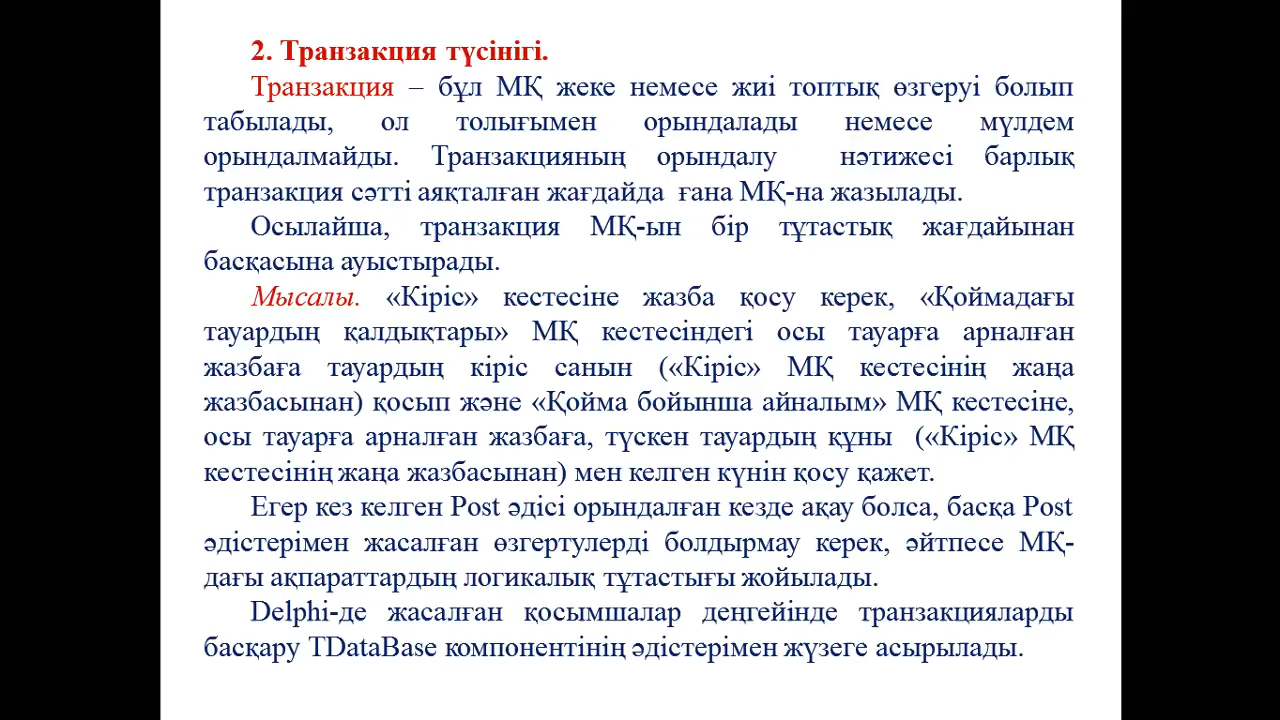 2. Транзакция түсінігі.
Транзакция – бұл МҚ жеке немесе жиі топтық өзгеруі болып
табылады, ол толығымен орындалады немесе мүлдем
орындалмайды. Транзакцияның орындалу нәтижесі барлық
транзакция сәтті аяқталған жағдайда ғана МҚ-на жазылады.
Осылайша, транзакция МҚ-ын бір тұтастық жағдайынан
басқасына ауыстырады.
Мысалы. «Кіріс» кестесіне жазба қосу керек, «Қоймадағы
тауардың қалдықтары» МҚ кестесіндегі осы тауарға арналған
жазбаға тауардың кіріс санын («Кіріс» МҚ кестесінің жаңа
жазбасынан) қосып және «Қойма бойынша айналым» МҚ кестесіне,
осы тауарға арналған жазбаға, түскен тауардың құны («Кіріс» МҚ
кестесінің жаңа жазбасынан) мен келген күнін қосу қажет.
Егер кез келген Post әдісі орындалған кезде ақау болса, басқа Post
әдістерімен жасалған өзгертулерді болдырмау керек, әйтпесе МҚ-
дағы ақпараттардың логикалық тұтастығы жойылады.
Delphi-де жасалған қосымшалар деңгейінде транзакцияларды
басқару TDataBase компонентінің әдістерімен жүзеге асырылады.